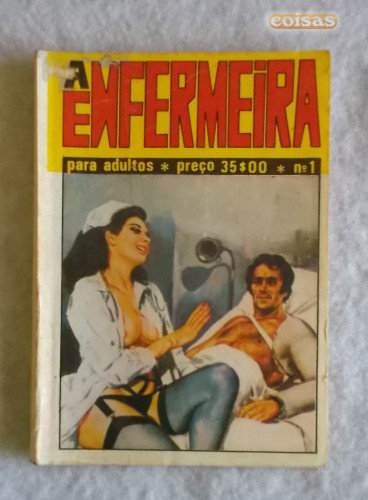 coisas
A
ENFERMEIRA
para adultos * preço 35$00 * nº1